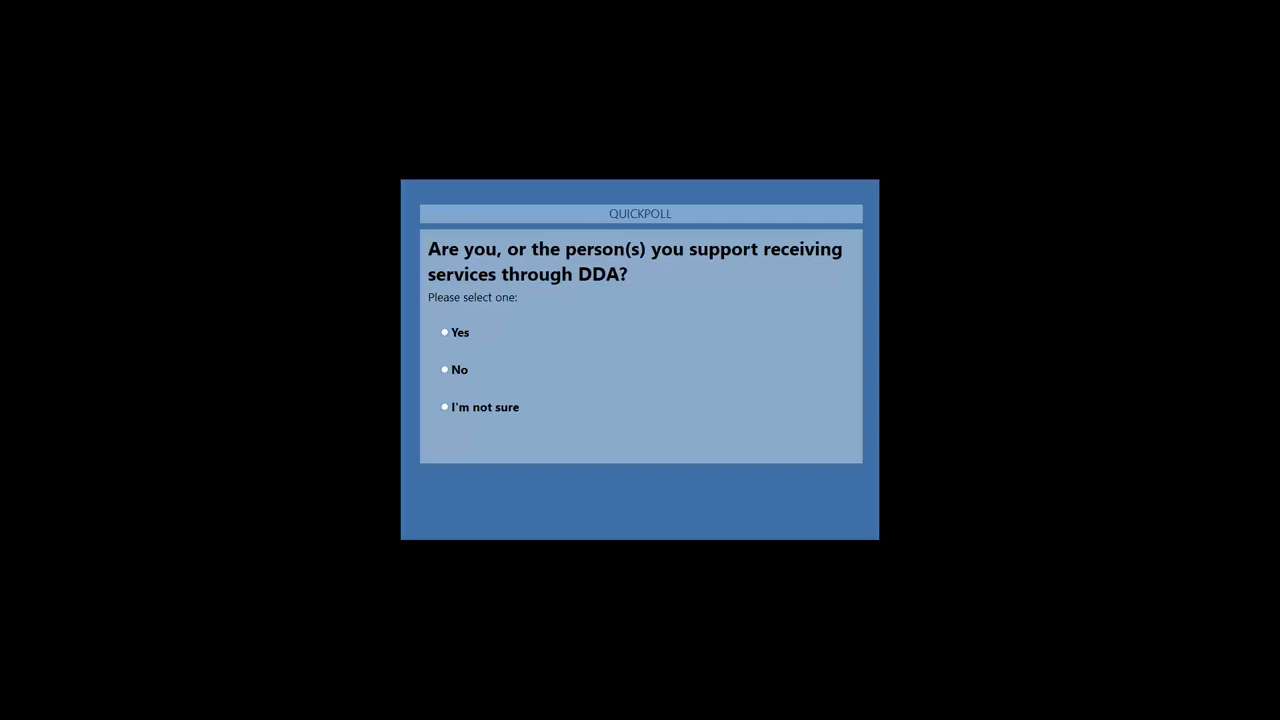 QUICKPOLL
Are you, or the person(s) you support receiving
services through DDA?
Please select one:
Yes
No
I'm not sure